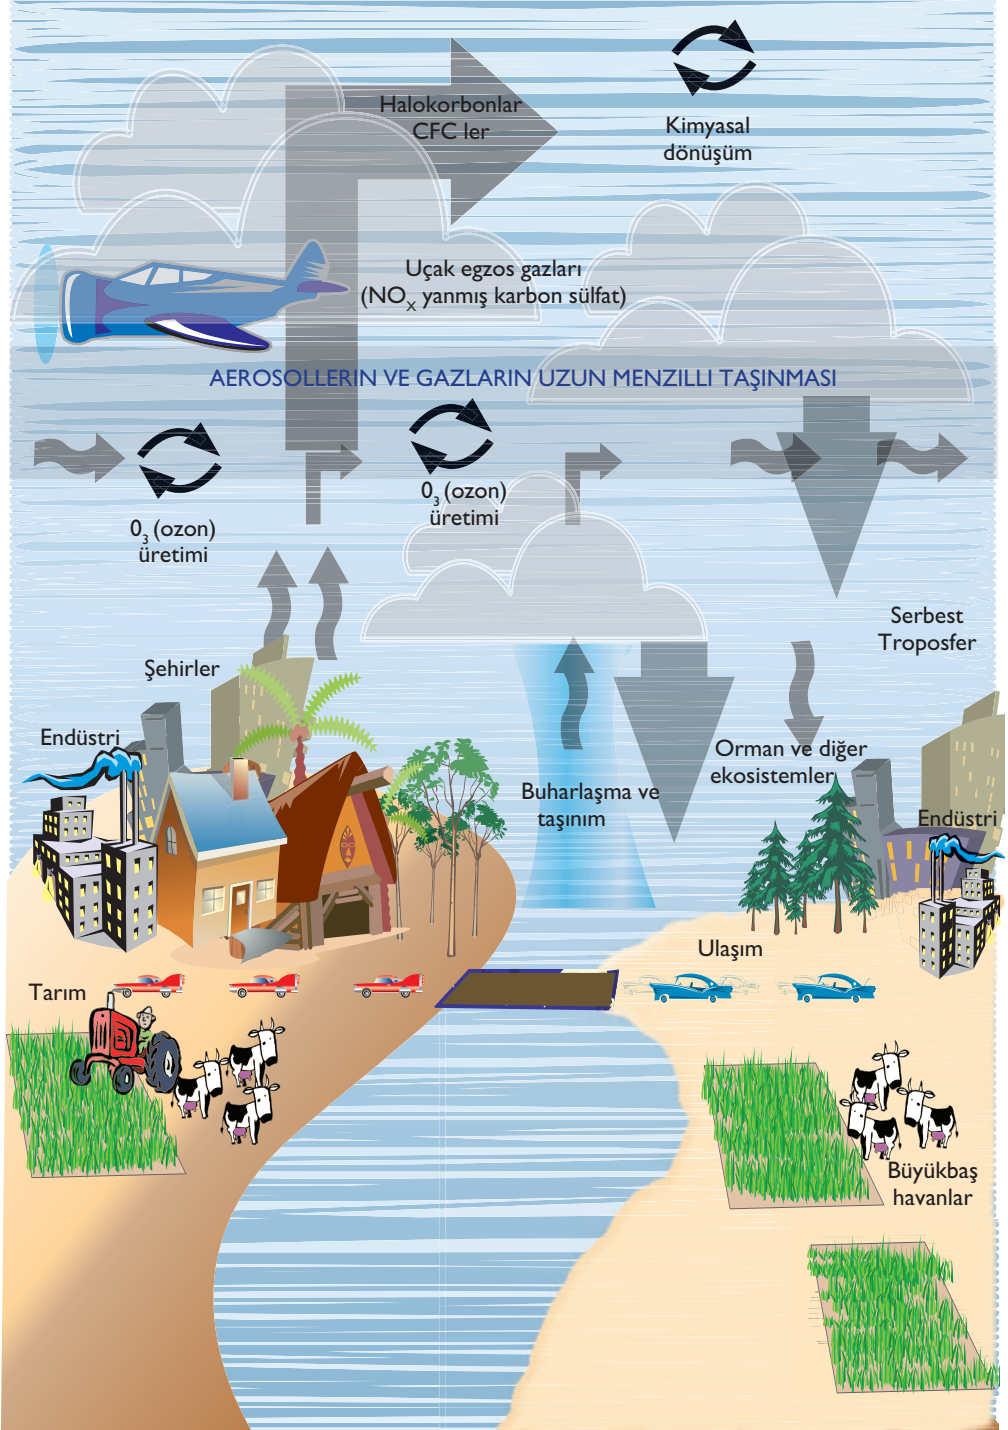 Halokorbonlar
CFC ler
Kimyasal
dönüşüm
Uçak egzos gazları
(NOX yanmış karbon sülfat)
AEROSOLLERIN VE GAZLARIN UZUN MENZILLI TAŞINMASI
03 (ozon)
üretimi
03 (ozon)
üretimi
Serbest
Troposfer
Şehirler
Endüstri
Orman ve diğer
ekosistemler
Buharlaşma ve
taşınım
Endüstri
Ulaşım
Tarım
Büyükbaş
havanlar